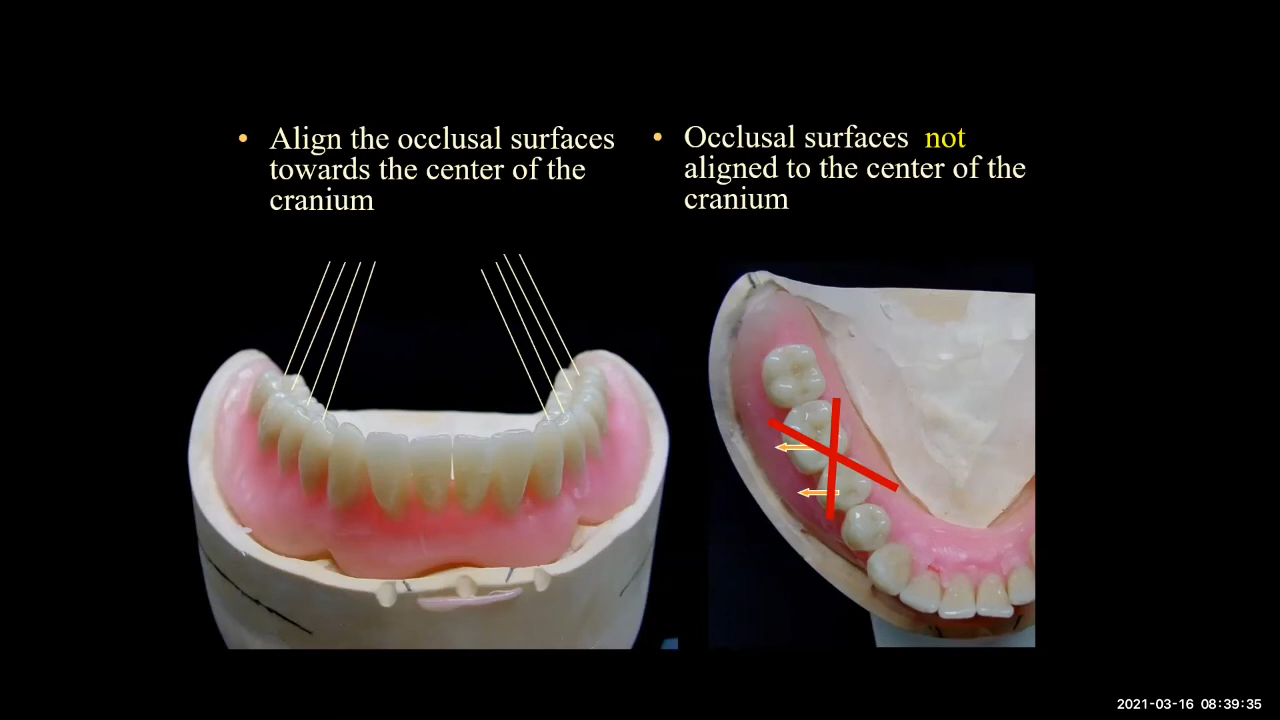 • Align the occlusal surfaces
towards the center of the
cranium
• Occlusal surfaces not
aligned to the center of the
cranium
2021-03-16 08:39:35